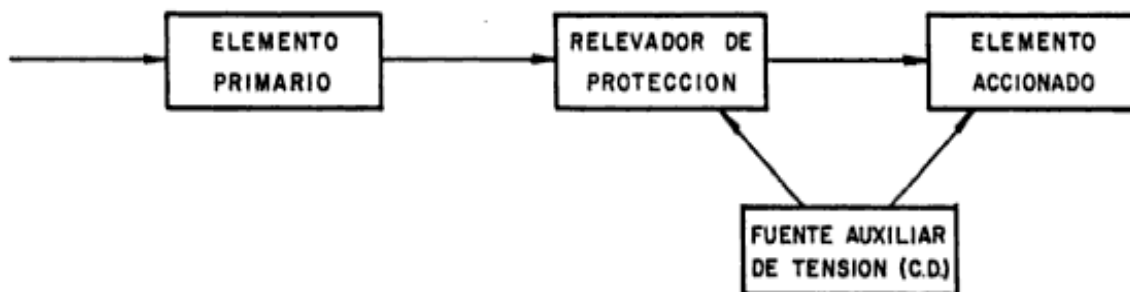 ELEMENTO
PRIMARIO
RELEVADOR DE
PROTECCION
ELEMENTO
ACCIONADO
FUENTE AUXILIAR
DE TENSION (C.D.)